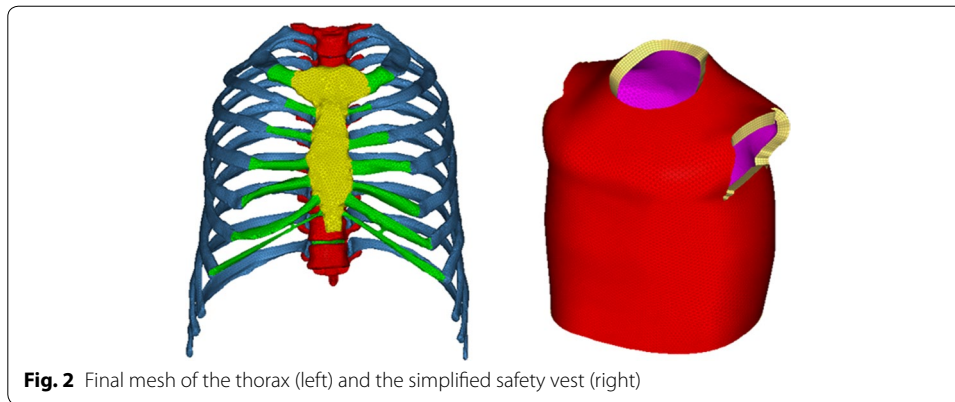 Fig. 2 Final mesh of the thorax (left) and the simplified safety vest (right)